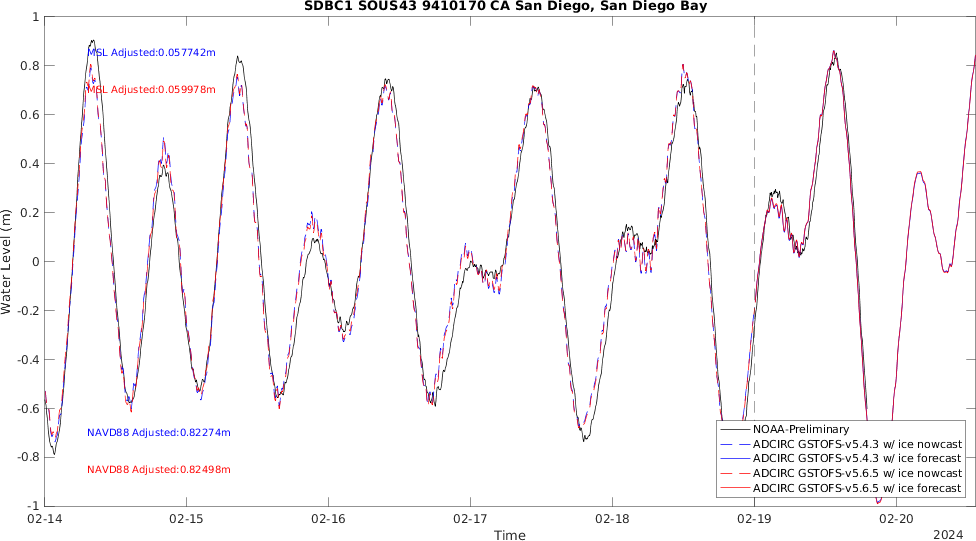 SDBC1 SOUS43 9410170 CA San Diego, San Diego Bay
1
0.8
0.6
0.4
0.2
0
-0.2
-0.4
-0.6
-0.8
-1
Water Level (m)
MSL Adjusted:0.057742m
MSL Adjusted:0.059978m
NAVD88 Adjusted:0.82274m
NAVD88 Adjusted:0.82498m
NOAA-Preliminary
ADCIRC GSTOFS-v5.4.3 w/ ice nowcast
ADCIRC GSTOFS-v5.4.3 w/ ice forecast
ADCIRC GSTOFS-v5.6.5 w/ ice nowcast
ADCIRC GSTOFS-v5.6.5 w/ ice forecast
02-14 02-15 02-16 02-17 02-18 02-19 02-20
Time
2024